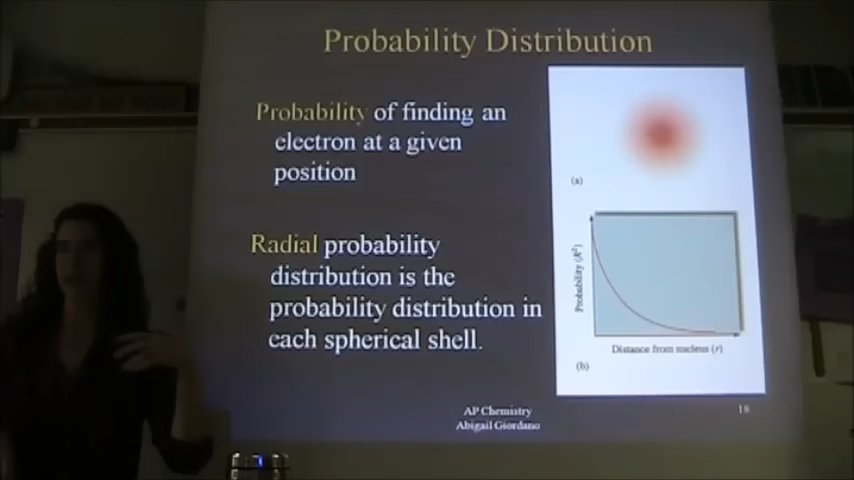 Probability Distribution
Probability of finding an
electron at a given
position
Radial probability
distribution is the
probability distribution in
each spherical shell.
(a)
Probability (R²)
Distance from nucleus (r)
(b)
AP Chemistry
Abigail Giordano
18